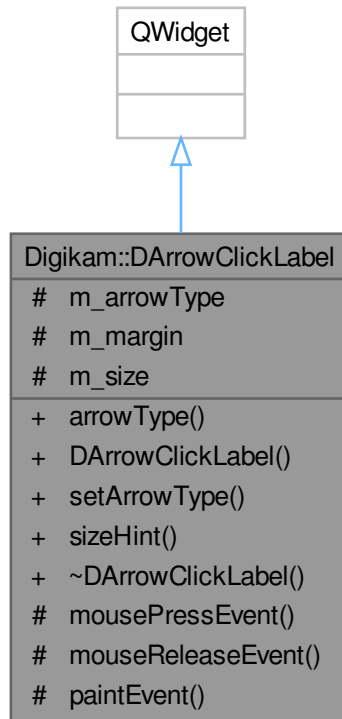 QWidget
Digikam::DArrowClickLabel
# m_arrowType
# m_margin
# m_size
+ arrowType()
+ DArrowClickLabel()
+ setArrowType()
+ sizeHint()
+ ~DArrowClickLabel()
# mousePressEvent()
# mouseReleaseEvent()
# paintEvent()